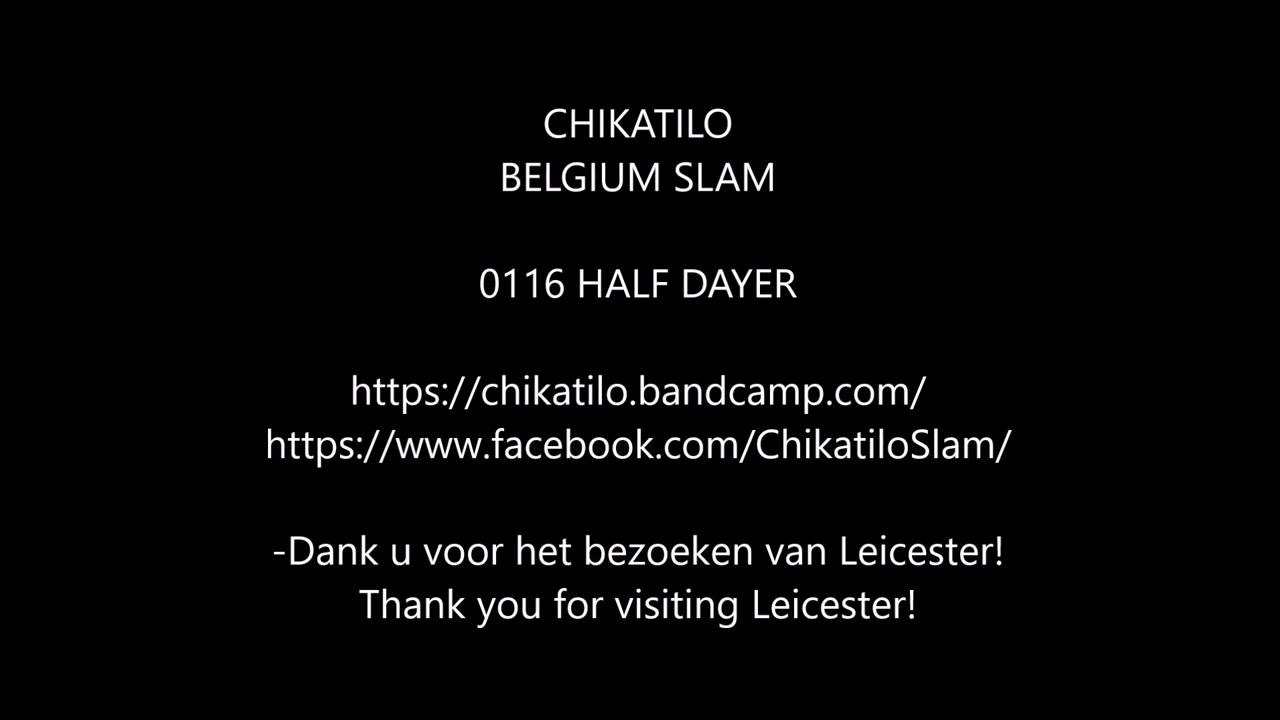 CHIKATILO
BELGIUM SLAM
0116 HALF DAYER
https://chikatilo.bandcamp.com/
https://www.facebook.com/ChikatiloSlam/
-Dank u voor het bezoeken van Leicester!
Thank you for visiting Leicester!